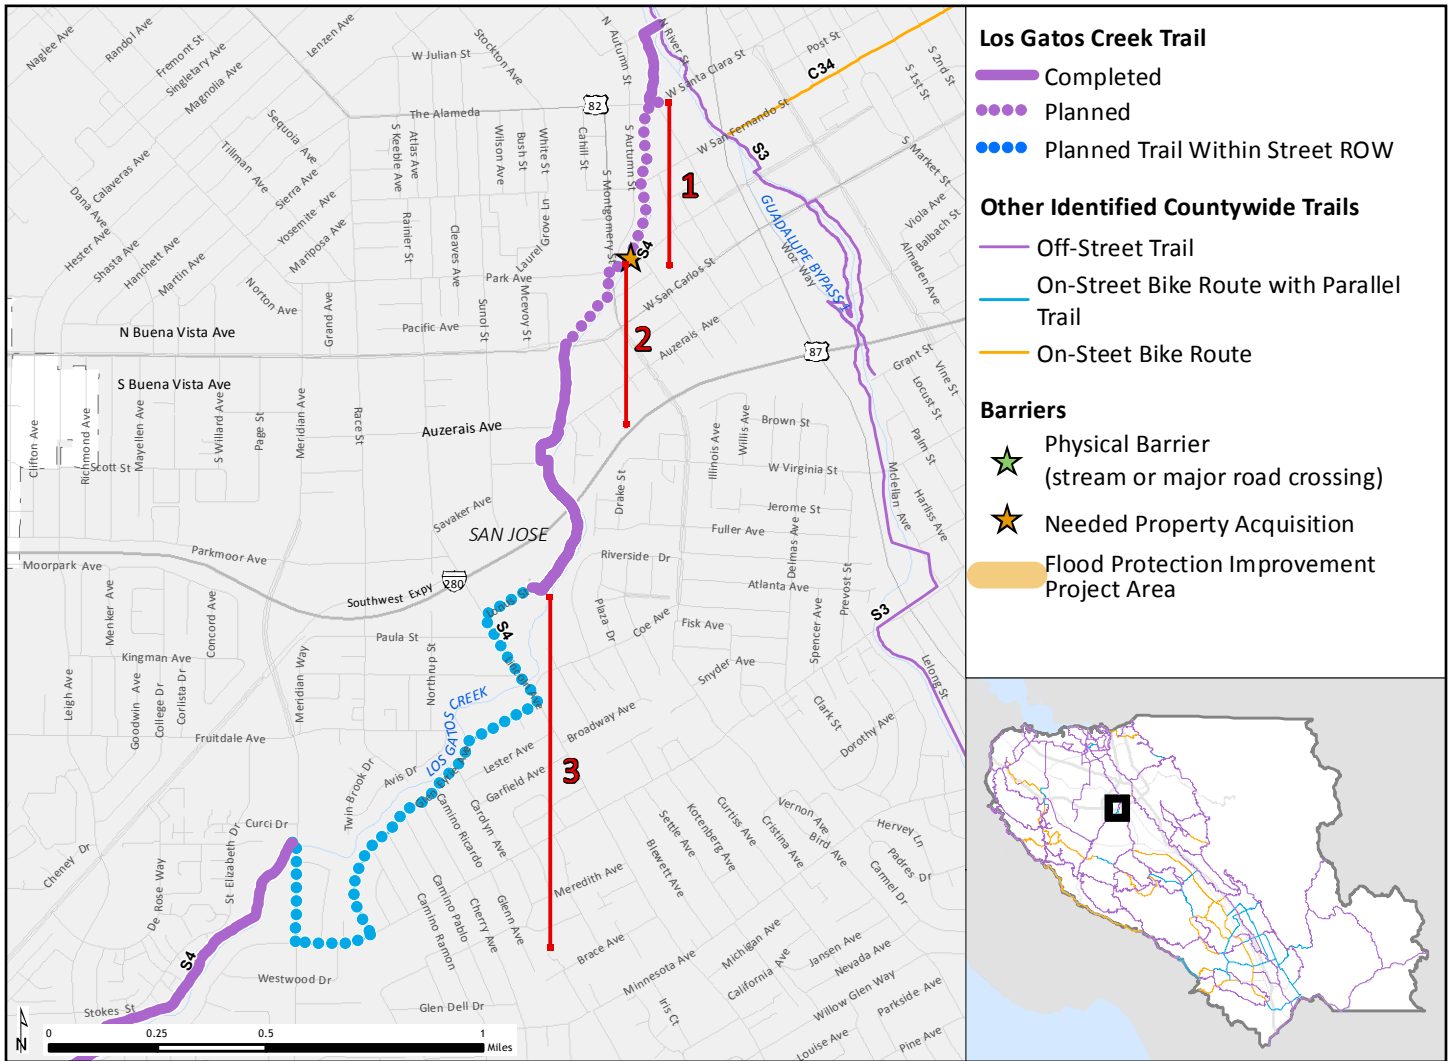 Naglee Ave
Randol Ave
Fremont St
Singletary Ave
Magnolia Ave
Lenzen Ave
W Julian St
Stockton Ave
N Autumn St
N River St
W Santa Clara St
Post St
C34
S 1st St
S 2nd St
The Alameda
82
W San Fernando St
S3
S Market St
Sequoia Ave
Tillman Ave
Sierra Ave
Yosemite Ave
Mariposa Ave
S Keeble Ave
Atlas Ave
Wilson Ave
Bush St
White St
Cahill St
S Autumn St
S Montgomery St
1
Calaveras Ave
Dana Ave
Hester Ave
Shasta Ave
Hanchett Ave
Martin Ave
Norton Ave
Rainier St
Cleaves Ave
Laurel Grove Ln
S4
GUADALUPE BYPASS 1
Woz Way
Viola Ave
Balbach St
Almaden Ave
Park Ave
W San Carlos St
Grand Ave
Pacific Ave
Sunol St
Mcevoy St
N Buena Vista Ave
2
Auzerais Ave
87
Grant St
Vine St
Locust St
S Buena Vista Ave
Clifton Ave
Richmond Ave
Mayellen Ave
S Willard Ave
Page St
Meridian Ave
Race St
Auzerais Ave
Scott St
Illinois Ave
Willis Ave
Brown St
Palm St
W Virginia St
Drake St
Mclellan Ave
Harliss Ave
Savaker Ave
SAN JOSE
Jerome St
Fuller Ave
Delmas Ave
Parkmoor Ave
Moorpark Ave
280
Southwest Expy
Riverside Dr
Atlanta Ave
Prevost St
Lonus St
S4
Menker Ave
Concord Ave
Plaza Dr
Coe Ave
Fisk Ave
Spencer Ave
S3
Paula St
Kingman Ave
Lincoln Ave
Snyder Ave
Lelong St
Leigh Ave
Goodwin Ave
College Dr
Corlista Dr
Meridian Way
Northrup St
LOS GATOS CREEK
Clark St
Dorothy Ave
Broadway Ave
Fruitdale Ave
Lester Ave
Garfield Ave
3
Avis Dr
Twin Brook Dr
Camino Ricardo
Carolyn Ave
Curtiss Ave
Kotenberg Ave
Settle Ave
Blewett Ave
Vernon Ave
Cristina Ave
Bird Ave
Hervey Ln
Padres Dr
Carmel Dr
Curci Dr
Cheney Dr
De Rose Way
St Elizabeth Dr
Meredith Ave
Camino Pablo
Camino Ramon
Cherry Ave
Glenn Ave
S4
Westwood Dr
Brace Ave
Minnesota Ave
Michigan Ave
California Ave
Jansen Ave
Nevada Ave
Willow Glen Way
Parkside Ave
Louise Ave
Pine Ave
Iris Ct
Glen Dell Dr
Stokes St
N
0
0.25
0.5
1
Miles
Los Gatos Creek Trail
Completed
Planned
Planned Trail Within Street ROW
Other Identified Countywide Trails
Off-Street Trail
On-Street Bike Route with Parallel
Trail
On-Steet Bike Route
Barriers
Physical Barrier
(stream or major road crossing)
Needed Property Acquisition
Flood Protection Improvement
Project Area